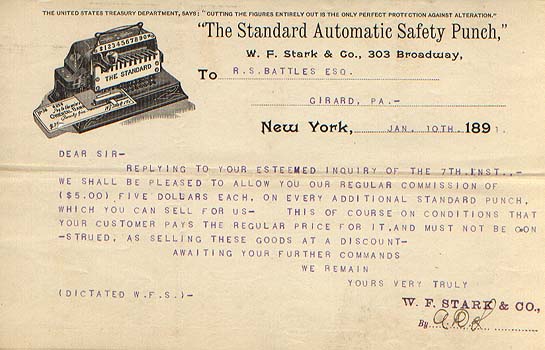 THE UNITED STATES TREASURY DEPARTMENT, SAYS: "CUTTING THE FIGURES ENTIRELY OUT IS THE ONLY PERFECT PROTECTION AGAINST ALTERATION."
"The Standard Automatic Safety Punch,"
W. F. Stark & Co., 303 Broadway,
To R.S.BATTLES ESQ.
GIRARD, PA.-
New York, JAN. 10TH. 1891.
$1234567890
THE STANDARD
DEAR SIR-
REPLYING TO YOUR ESTEEMED INQUIRY OF THE 7TH.INST.,-
WE SHALL BE PLEASED TO ALLOW YOU OUR REGULAR COMMISSION OF
($5.00) FIVE DOLLARS EACH, ON EVERY ADDITIONAL STANDARD PUNCH,
WHICH YOU CAN SELL FOR US- THIS OF COURSE ON CONDITIONS THAT
YOUR CUSTOMER PAYS THE REGULAR PRICE FOR IT,AND MUST NOT BE CON
-STRUED, AS SELLING THESE GOODS AT A DISCOUNT-
AWAITING YOUR FURTHER COMMANDS
WE REMAIN
YOURS VERY TRULY
(DICTATED W.F.S.)-
W. F. STARK & CO.,
By